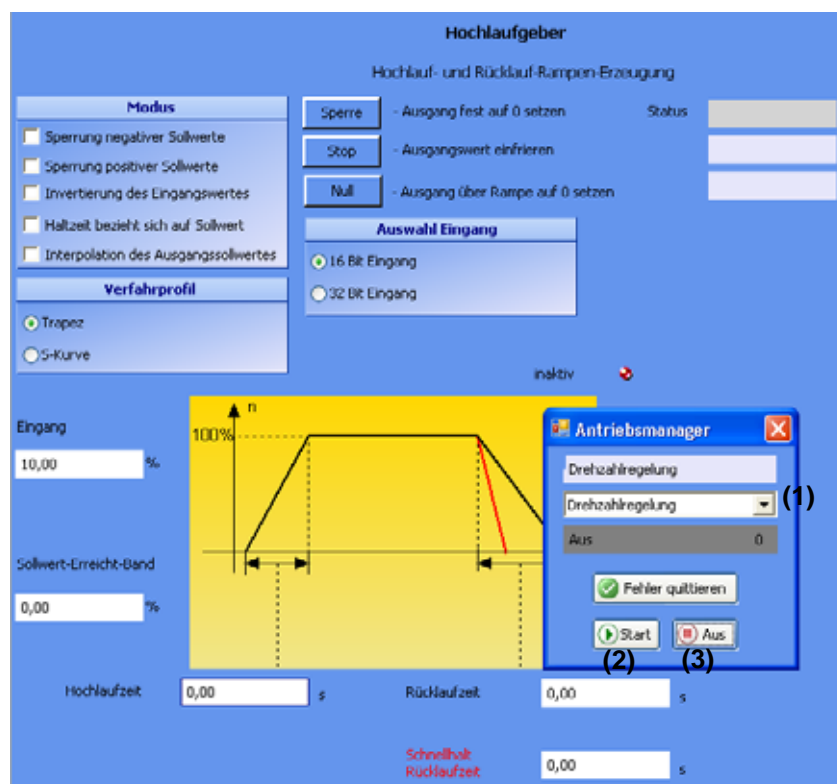 Hochlaufgeber
Hochlauf- und Rücklauf-Rampen-Erzeugung
Modus
Sperrung negativer Sollwerte
Sperrung positiver Sollwerte
Invertierung des Eingangswertes
Haltzeit bezieht sich auf Sollwert
Interpolation des Ausgangssollwertes
Sperre - Ausgang fest auf 0 setzen
Stop - Ausgangswert einfrieren
Null - Ausgang über Rampe auf 0 setzen
Status
Auswahl Eingang
16 Bit Eingang
32 Bit Eingang
Verfahrprofil
Trapez
S-Kurve
inaktiv
Eingang
10,00 %
Sollwert-Erreicht-Band
0,00 %
n
100%
Antriebsmanager
Drehzahlregelung
Drehzahlregelung (1)
Aus 0
Fehler quittieren
Start Aus
(2) (3)
Hochlaufzeit 0,00 s
Rücklaufzeit 0,00 s
Schnellhalt
Rücklaufzeit 0,00 s